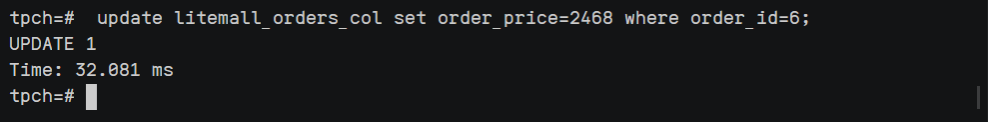 tpch=#  update litemall_orders_col set order_price=2468 where order_id=6;
UPDATE 1
Time: 32.081 ms
tpch=#